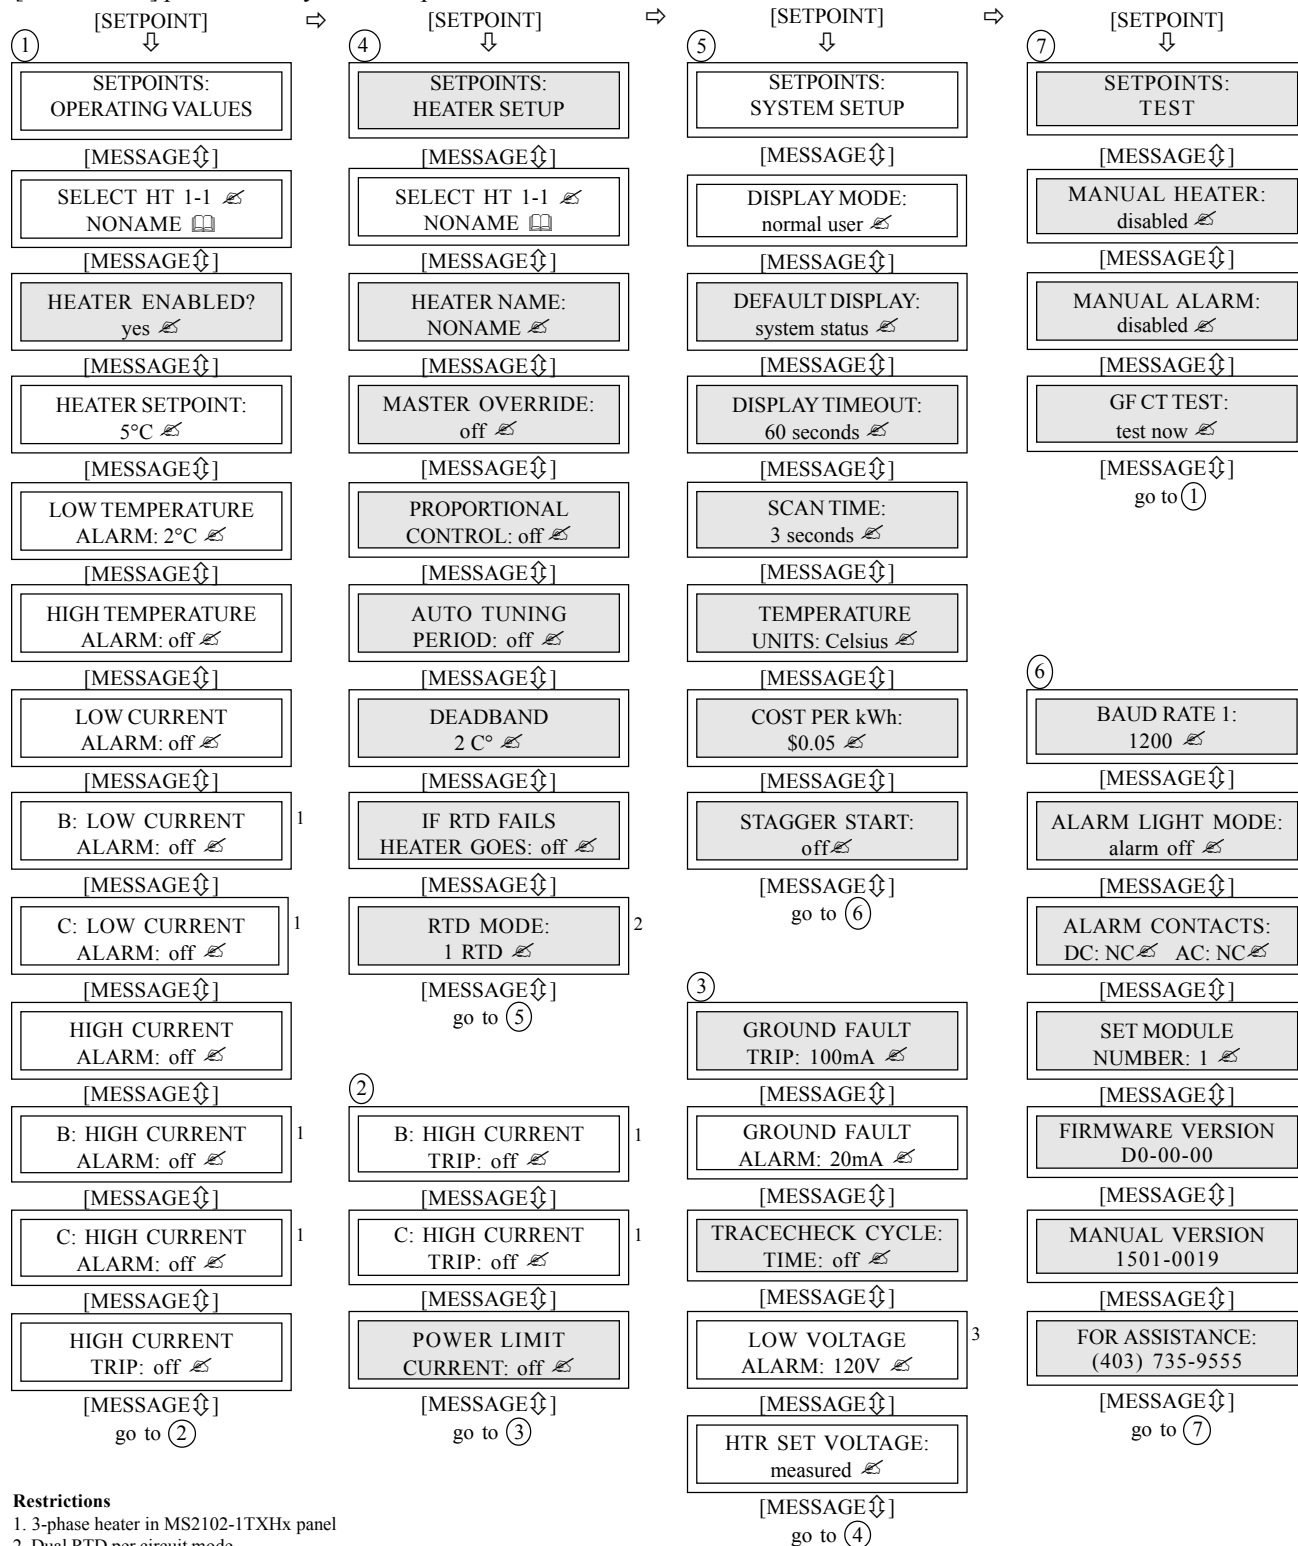 [SETPOINT]
1
SETPOINTS:
OPERATING VALUES
[MESSAGE⇕]
SELECT HT 1-1
NONAME
[MESSAGE⇕]
HEATER ENABLED?
yes
[MESSAGE⇕]
HEATER SETPOINT:
5°C
[MESSAGE⇕]
LOW TEMPERATURE
ALARM: 2°C
[MESSAGE⇕]
HIGH TEMPERATURE
ALARM: off
[MESSAGE⇕]
LOW CURRENT
ALARM: off
[MESSAGE⇕]
B: LOW CURRENT 1
ALARM: off
[MESSAGE⇕]
C: LOW CURRENT 1
ALARM: off
[MESSAGE⇕]
HIGH CURRENT
ALARM: off
[MESSAGE⇕]
B: HIGH CURRENT 1
ALARM: off
[MESSAGE⇕]
C: HIGH CURRENT 1
ALARM: off
[MESSAGE⇕]
HIGH CURRENT
TRIP: off
[MESSAGE⇕]
go to 2
[SETPOINT]
4
SETPOINTS:
HEATER SETUP
[MESSAGE⇕]
SELECT HT 1-1
NONAME
[MESSAGE⇕]
HEATER NAME:
NONAME
[MESSAGE⇕]
MASTER OVERRIDE:
off
[MESSAGE⇕]
PROPORTIONAL
CONTROL: off
[MESSAGE⇕]
AUTO TUNING
PERIOD: off
[MESSAGE⇕]
DEADBAND
2 C°
[MESSAGE⇕]
IF RTD FAILS
HEATER GOES: off
[MESSAGE⇕]
RTD MODE: 2
1 RTD
[MESSAGE⇕]
go to 5
2
B: HIGH CURRENT 1
TRIP: off
[MESSAGE⇕]
C: HIGH CURRENT 1
TRIP: off
[MESSAGE⇕]
POWER LIMIT
CURRENT: off
[MESSAGE⇕]
go to 3
[SETPOINT]
5
SETPOINTS:
SYSTEM SETUP
[MESSAGE⇕]
DISPLAY MODE:
normal user
[MESSAGE⇕]
DEFAULT DISPLAY:
system status
[MESSAGE⇕]
DISPLAY TIMEOUT:
60 seconds
[MESSAGE⇕]
SCAN TIME:
3 seconds
[MESSAGE⇕]
TEMPERATURE
UNITS: Celsius
[MESSAGE⇕]
COST PER kWh:
$0.05
[MESSAGE⇕]
STAGGER START:
off
[MESSAGE⇕]
go to 6
3
GROUND FAULT
TRIP: 100mA
[MESSAGE⇕]
GROUND FAULT
ALARM: 20mA
[MESSAGE⇕]
TRACECHECK CYCLE:
TIME: off
[MESSAGE⇕]
LOW VOLTAGE 3
ALARM: 120V
[MESSAGE⇕]
HTR SET VOLTAGE:
measured
[MESSAGE⇕]
go to 4
[SETPOINT]
7
SETPOINTS:
TEST
[MESSAGE⇕]
MANUAL HEATER:
disabled
[MESSAGE⇕]
MANUAL ALARM:
disabled
[MESSAGE⇕]
GF CT TEST:
test now
[MESSAGE⇕]
go to 1
6
BAUD RATE 1:
1200
[MESSAGE⇕]
ALARM LIGHT MODE:
alarm off
[MESSAGE⇕]
ALARM CONTACTS:
DC: NC AC: NC
[MESSAGE⇕]
SET MODULE
NUMBER: 1
[MESSAGE⇕]
FIRMWARE VERSION
D0-00-00
[MESSAGE⇕]
MANUAL VERSION
1501-0019
[MESSAGE⇕]
FOR ASSISTANCE:
(403) 735-9555
[MESSAGE⇕]
go to 7
Restrictions
1. 3-phase heater in MS2102-1TXHx panel
2. Dual RTD per circuit mode